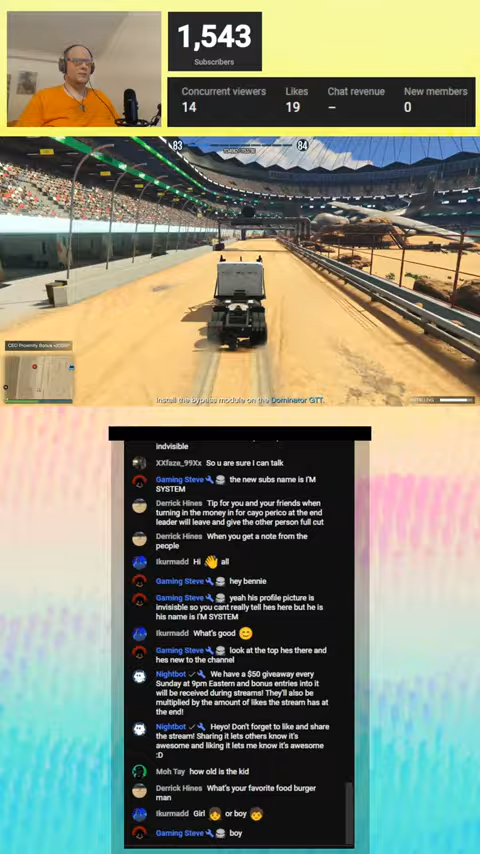 1,543
Subscribers
Concurrent viewers
14
Likes
19
Chat revenue
–
New members
0
83
84
CEO Proximity Bonus
Install the bypass module on the Dominator GTT.
indivisible
XXfaze_99Xx So u are sure I can talk
Gaming Steve the new subs name is I'M
SYSTEM
Derrick Hines Tip for you and your friends when
turning in the money in for cayo perico at the end
leader will leave and give the other person full cut
Derrick Hines When you get a note from the
people
Ikurmadd Hi 👋 all
Gaming Steve hey bennie
Gaming Steve yeah his profile picture is
invisisble so you cant really tell hes here but he is
his name is I'M SYSTEM
Ikurmadd What's good 😊
Gaming Steve look at the top hes there and
hes new to the channel
Nightbot We have a $50 giveaway every
Sunday at 9pm Eastern and bonus entries into it
will be received during streams! They'll also be
multiplied by the amount of likes the stream has at
the end!
Nightbot Heyo! Don't forget to like and share
the stream! Sharing it lets others know it's
awesome and liking it lets me know it's awesome
:D
Moh Tay how old is the kid
Derrick Hines What's your favorite food burger
man
Ikurmadd Girl 👧 or boy 🧒
Gaming Steve boy